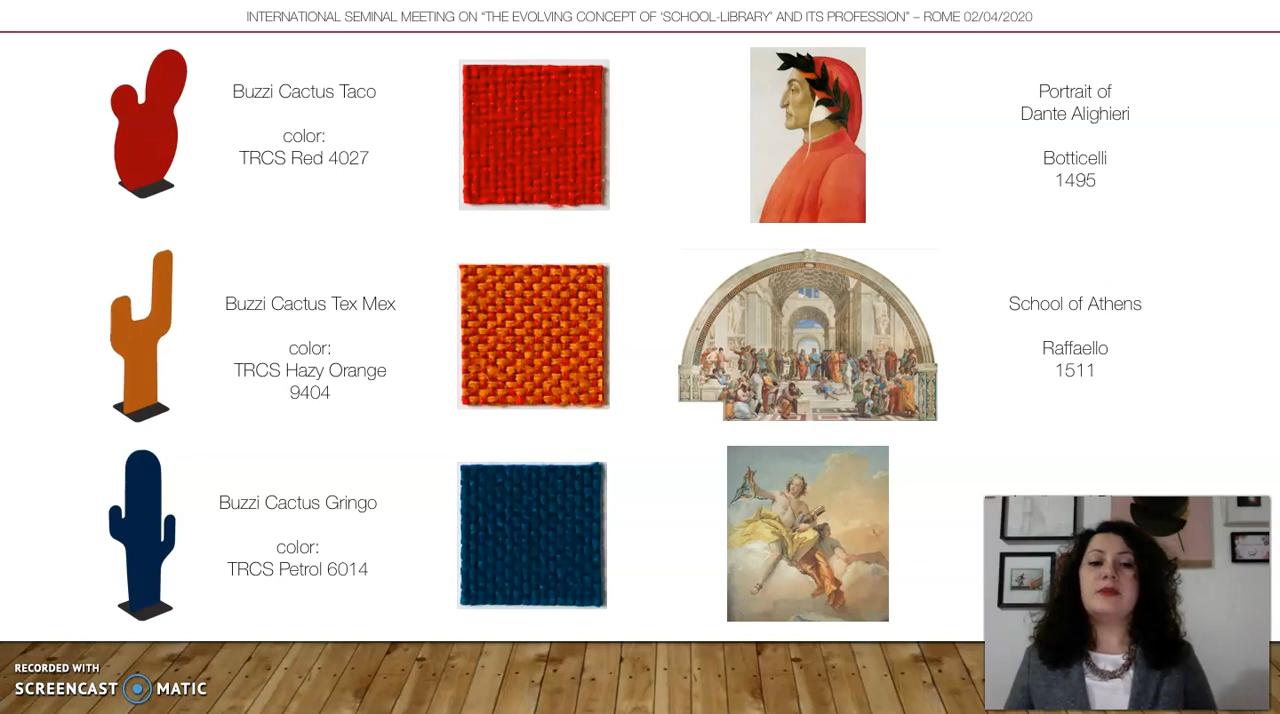 INTERNATIONAL SEMINAL MEETING ON “THE EVOLVING CONCEPT OF ‘SCHOOL-LIBRARY’ AND ITS PROFESSION” – ROME 02/04/2020
Buzzi Cactus Taco
color:
TRCS Red 4027
Portrait of
Dante Alighieri
Botticelli
1495
Buzzi Cactus Tex Mex
color:
TRCS Hazy Orange
9404
School of Athens
Raffaello
1511
Buzzi Cactus Gringo
color:
TRCS Petrol 6014
RECORDED WITH
SCREENCAST MATIC